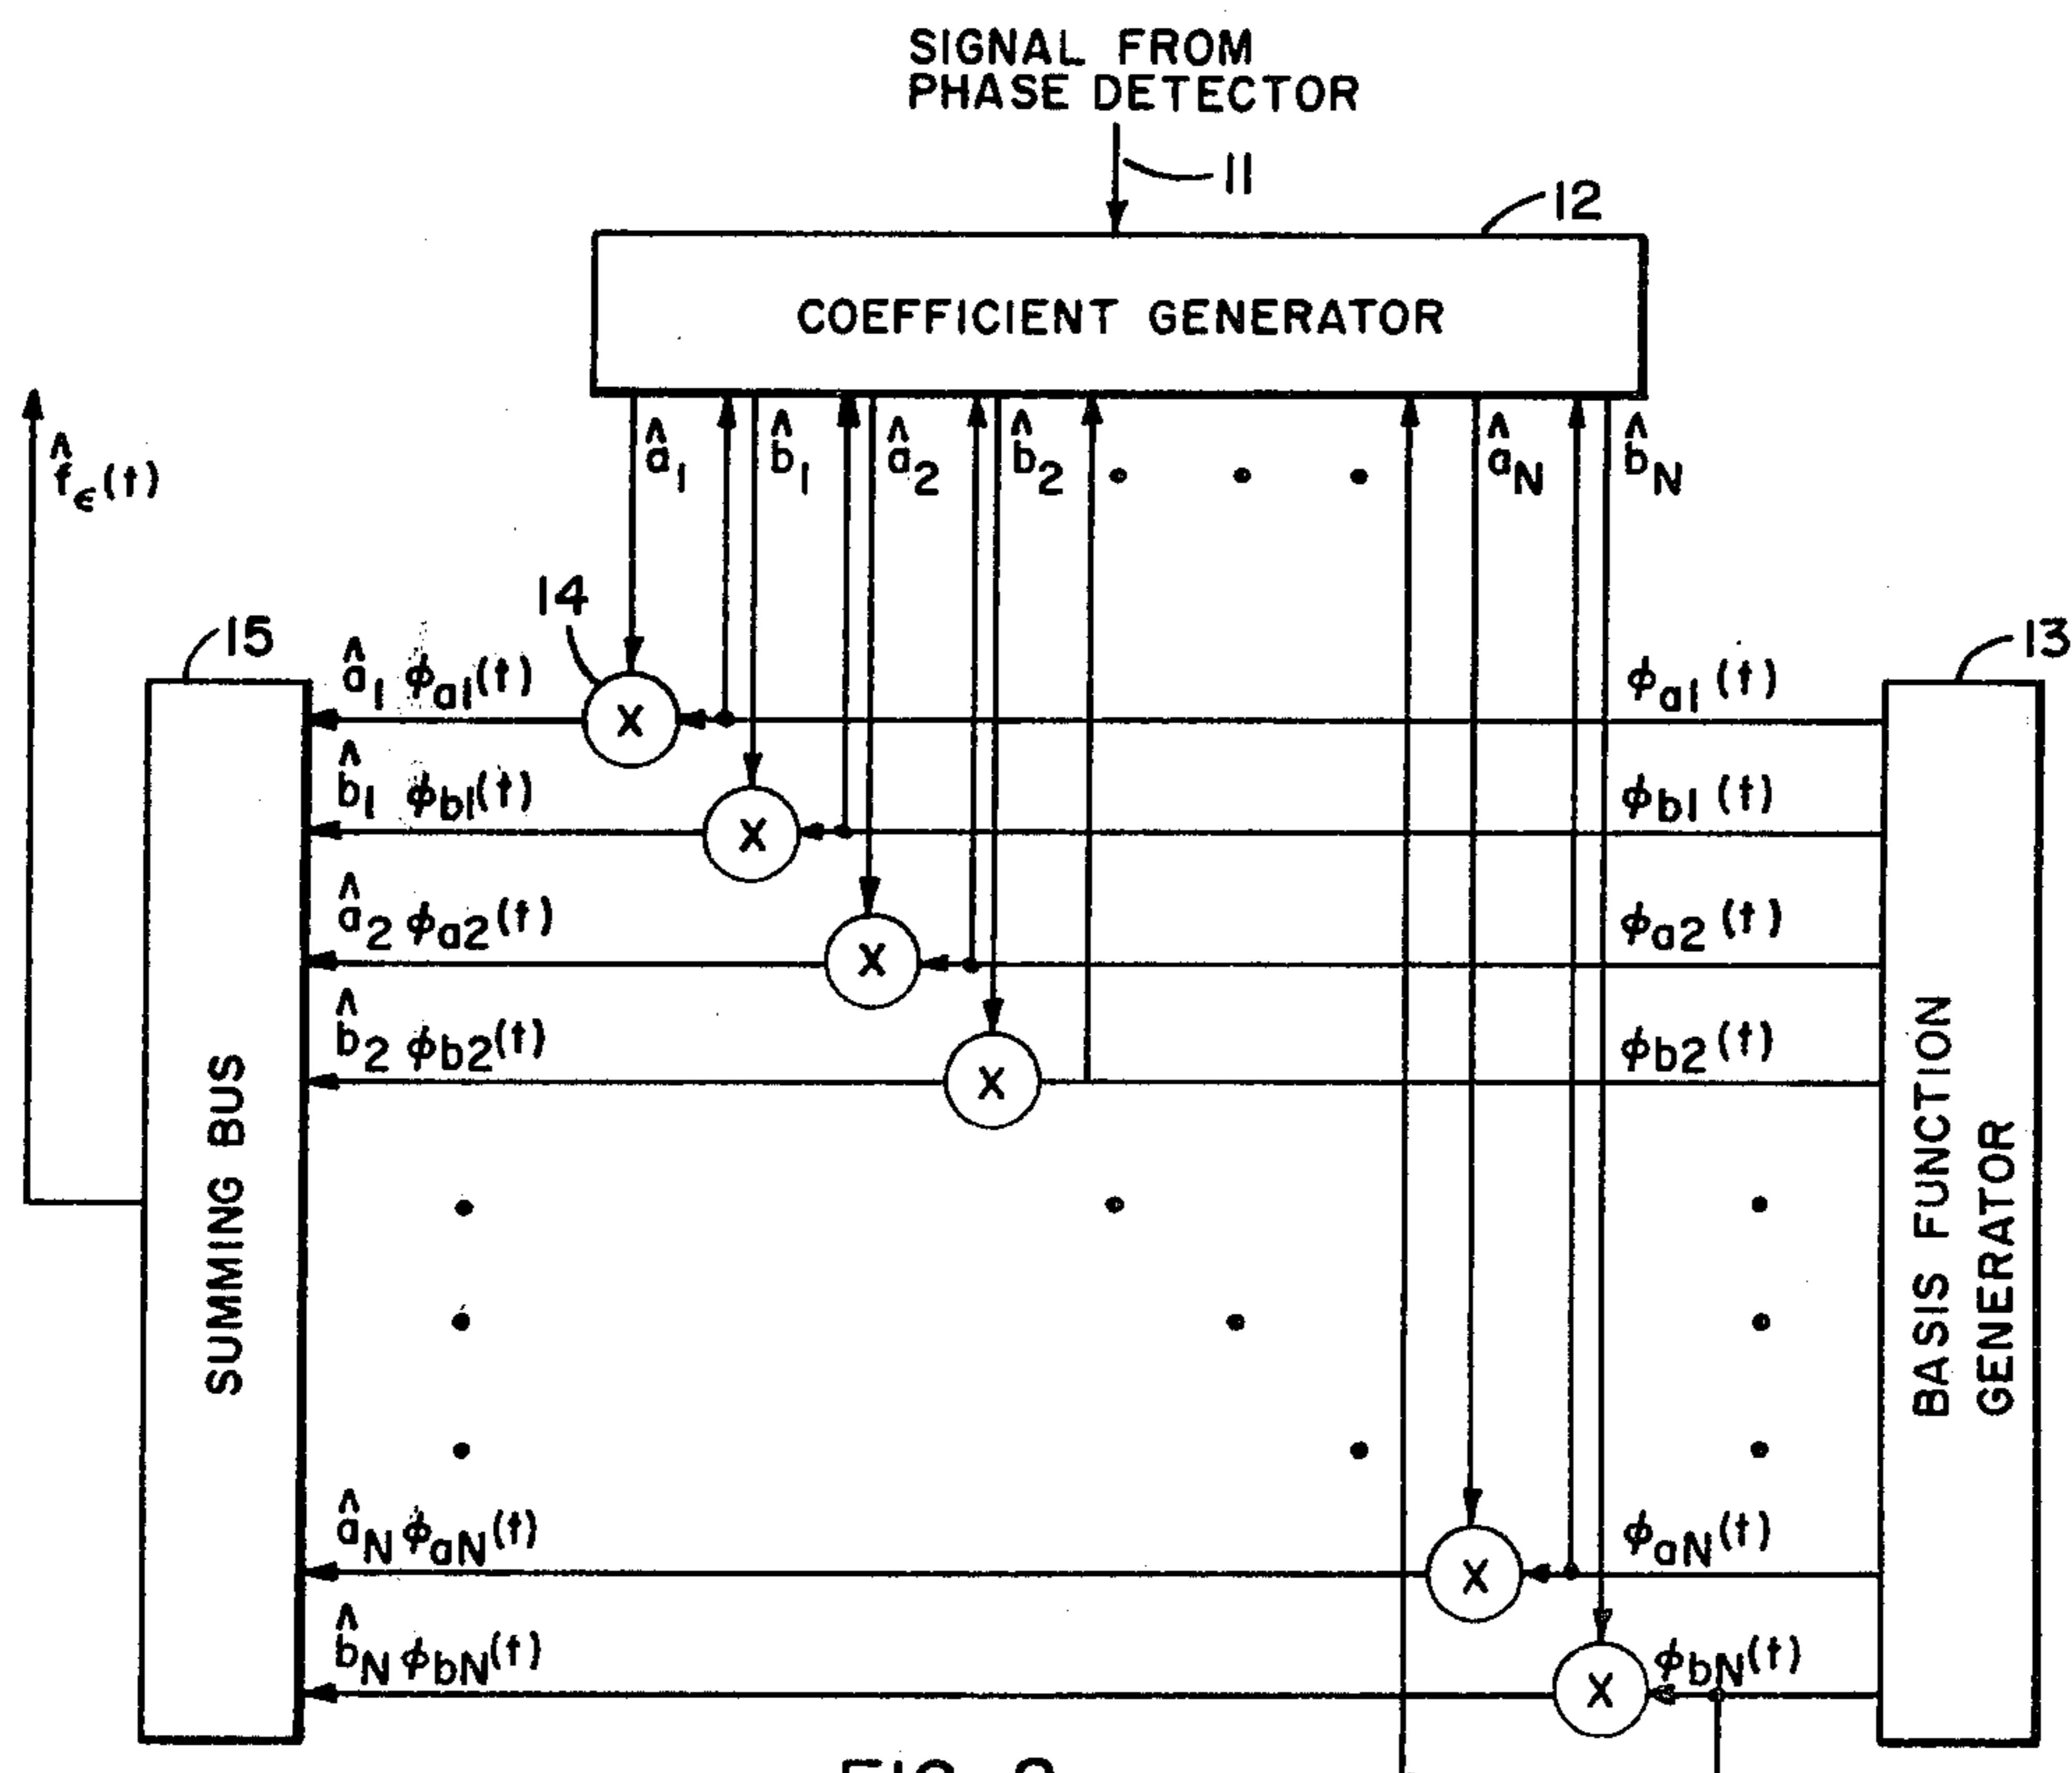 SIGNAL FROM
PHASE DETECTOR
11
12
COEFFICIENT GENERATOR
f̂ε(t)
â1
b̂1
â2
b̂2
• • •
âN
b̂N
14
15
13
â1 ϕa1(t)
X
ϕa1(t)
b̂1 ϕb1(t)
X
ϕb1(t)
â2 ϕa2(t)
X
ϕa2(t)
b̂2 ϕb2(t)
X
ϕb2(t)
SUMMING BUS
BASIS FUNCTION
GENERATOR
âN ϕaN(t)
X
ϕaN(t)
b̂N ϕbN(t)
X
ϕbN(t)